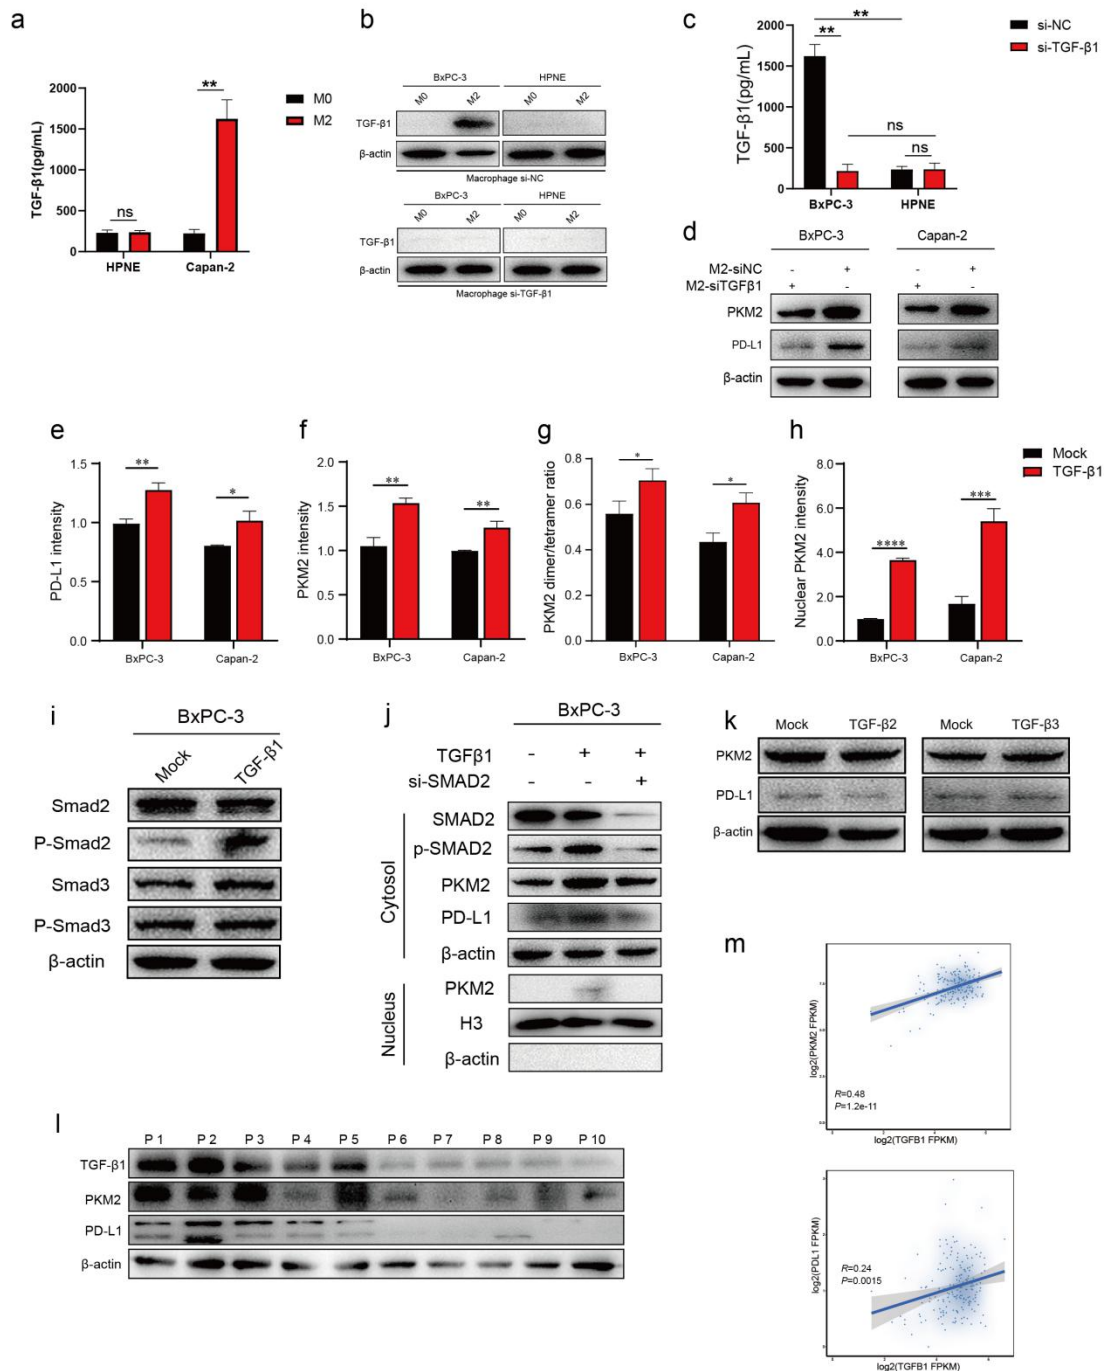 a
TGF-β1(pg/mL)
2000
1500
1000
500
0
ns
**
HPNE
Capan-2
M0
M2
b
BxPC-3
HPNE
M0
M2
M0
M2
TGF-β1
β-actin
Macrophage si-NC
BxPC-3
HPNE
M0
M2
M0
M2
TGF-β1
β-actin
Macrophage si-TGF-β1
c
TGF-β1(pg/mL)
2000
1500
1000
500
0
**
**
ns
ns
BxPC-3
HPNE
si-NC
si-TGF-β1
d
BxPC-3
Capan-2
M2-siNC - + - +
M2-siTGFβ1 + - + -
PKM2
PD-L1
β-actin
e
PD-L1 intensity
1.5
1.0
0.5
0.0
**
*
BxPC-3
Capan-2
f
PKM2 intensity
2.0
1.5
1.0
0.5
0.0
**
**
BxPC-3
Capan-2
g
PKM2 dimer/tetramer ratio
0.8
0.6
0.4
0.2
0.0
*
*
BxPC-3
Capan-2
h
Nuclear PKM2 intensity
8.0
6.0
4.0
2.0
0.0
****
***
BxPC-3
Capan-2
Mock
TGF-β1
i
BxPC-3
Mock
TGF-β1
Smad2
P-Smad2
Smad3
P-Smad3
β-actin
j
BxPC-3
TGFβ1 - + +
si-SMAD2 - - +
Cytosol
SMAD2
p-SMAD2
PKM2
PD-L1
β-actin
Nucleus
PKM2
H3
β-actin
k
Mock TGF-β2 Mock TGF-β3
PKM2
PD-L1
β-actin
l
P 1 P 2 P 3 P 4 P 5 P 6 P 7 P 8 P 9 P 10
TGF-β1
PKM2
PD-L1
β-actin
m
log2(PKM2 FPKM)
R=0.48
P=1.2e-11
log2(TGFB1 FPKM)
log2(PDL1 FPKM)
R=0.24
P=0.0015
log2(TGFB1 FPKM)